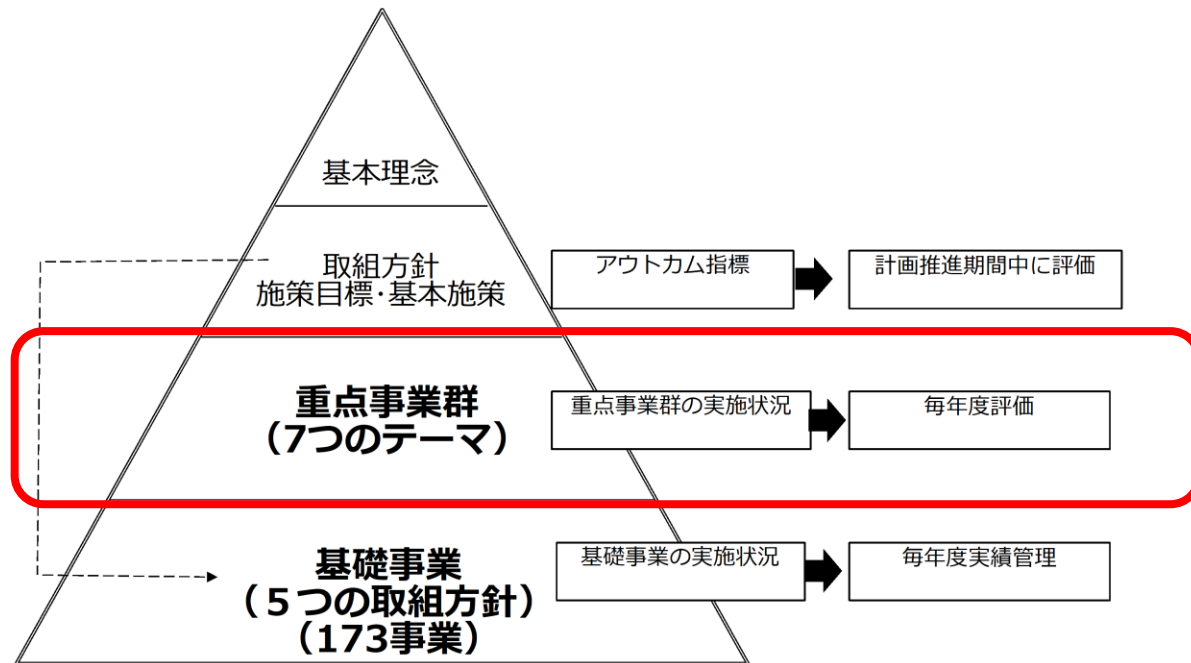 基本理念
取組方針
施策目標・基本施策
アウトカム指標
計画推進期間中に評価
重点事業群
（7つのテーマ）
重点事業群の実施状況
毎年度評価
基礎事業
（５つの取組方針）
（173事業）
基礎事業の実施状況
毎年度実績管理